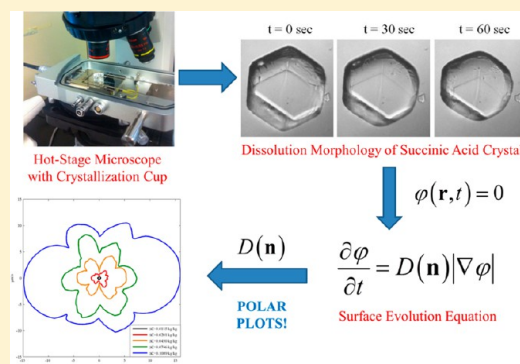 t = 0 sec
t = 30 sec
t = 60 sec
Hot-Stage Microscope
with Crystallization Cup
Dissolution Morphology of Succinic Acid Crystal
φ(r,t) = 0
D(n)
∂φ/∂t = D(n)|∇φ|
POLAR
PLOTS!
Surface Evolution Equation